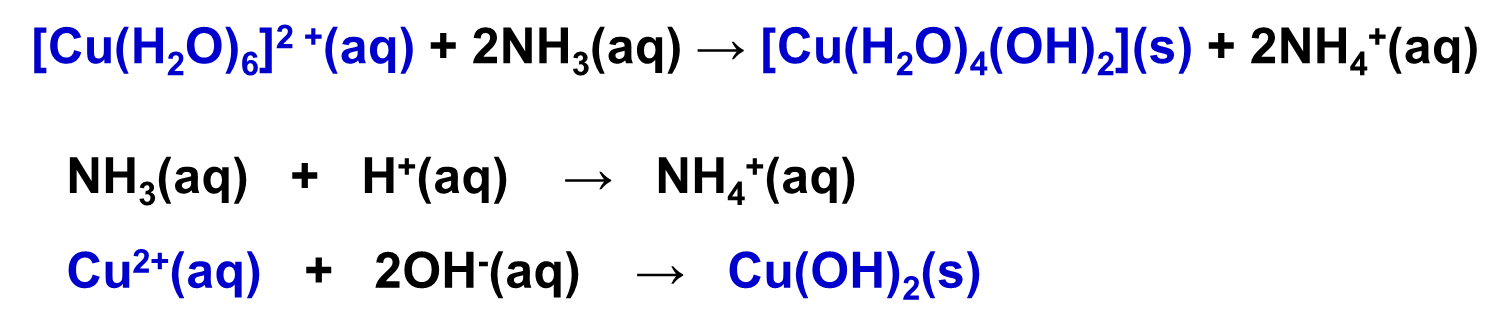 [Cu(H₂O)₆]²⁺(aq) + 2NH₃(aq) → [Cu(H₂O)₄(OH)₂](s) + 2NH₄⁺(aq)
NH₃(aq) + H⁺(aq) → NH₄⁺(aq)
Cu²⁺(aq) + 2OH⁻(aq) → Cu(OH)₂(s)